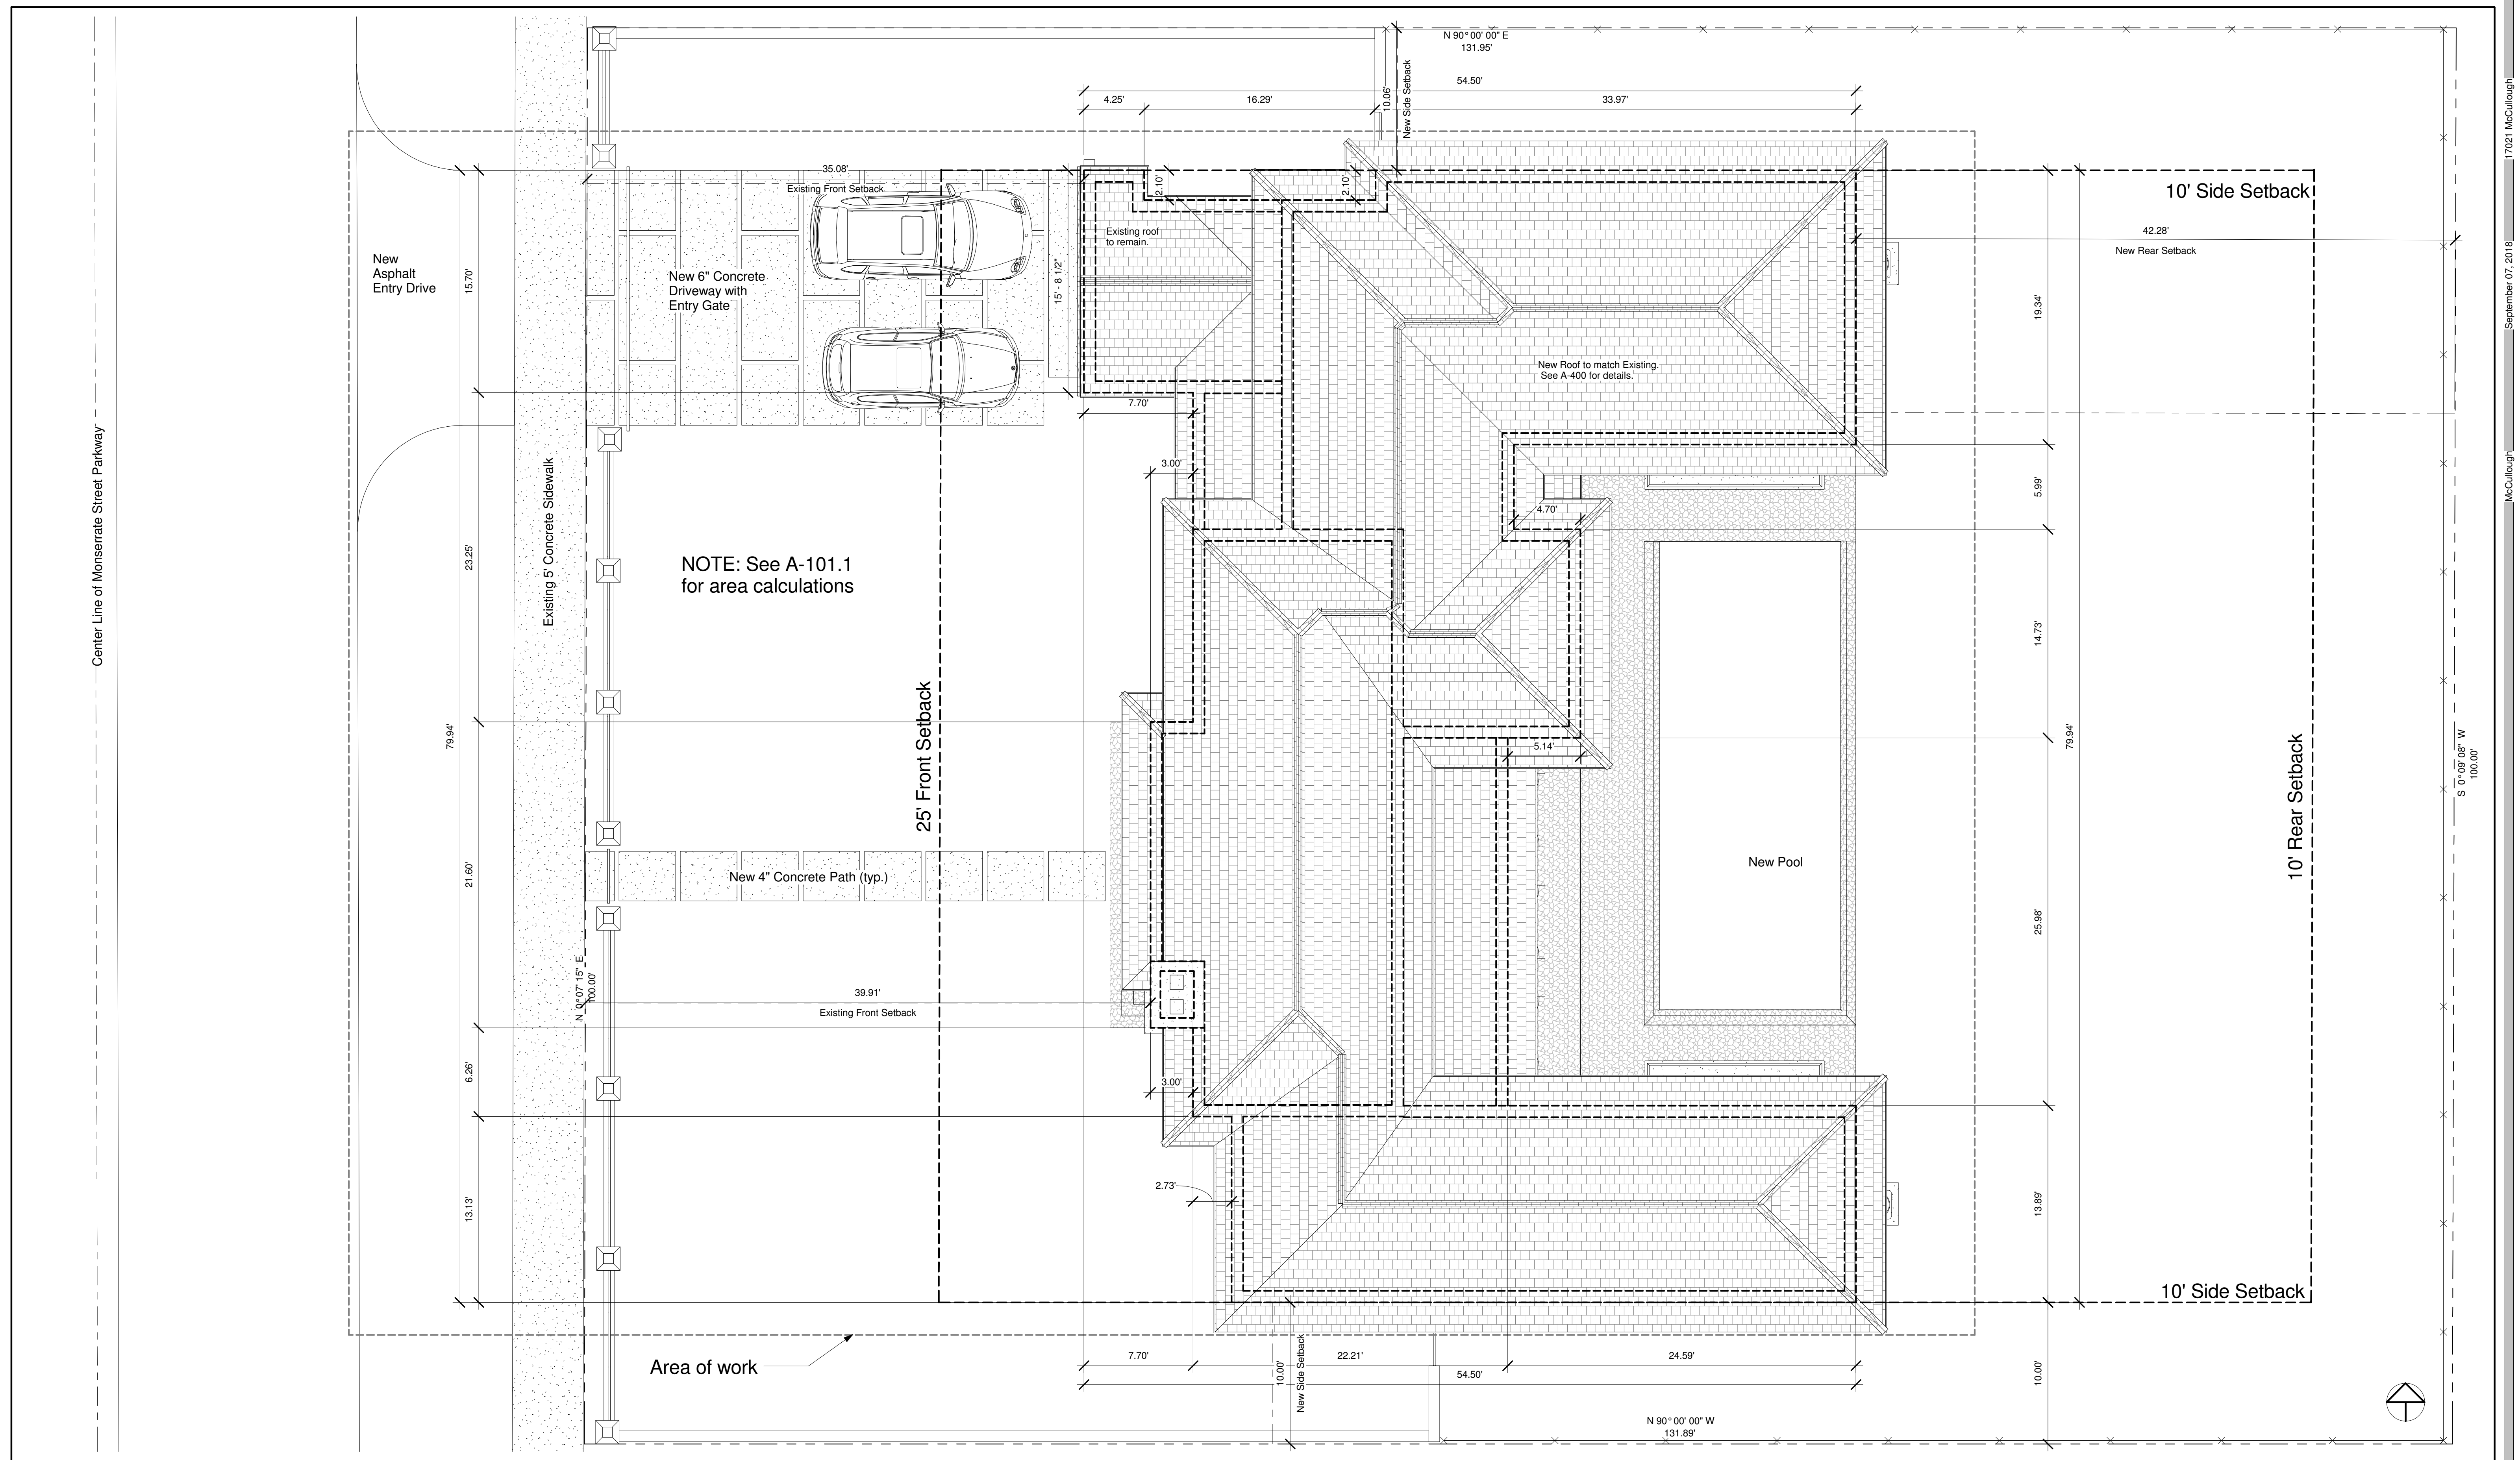 N 90° 00' 00" E
131.95'
54.50'
4.25'
16.29'
33.97'
10.06'
New Side Setback
35.08'
Existing Front Setback
2.10'
2.10'
10' Side Setback
42.28'
New Rear Setback
Existing roof
to remain.
New
Asphalt
Entry Drive
15.70'
New 6" Concrete
Driveway with
Entry Gate
15' - 8 1/2"
19.34'
New Roof to match Existing.
See A-400 for details.
7.70'
3.00'
4.70'
5.99'
Center Line of Monserrate Street Parkway
Existing 5' Concrete Sidewalk
23.25'
NOTE: See A-101.1
for area calculations
14.73'
79.94'
25' Front Setback
5.14'
79.94'
10' Rear Setback
S 0° 09' 08" W
100.00'
21.60'
New 4" Concrete Path (typ.)
New Pool
25.98'
N 0° 07' 15" E
100.00'
39.91'
Existing Front Setback
6.26'
3.00'
2.73'
13.13'
13.89'
10' Side Setback
Area of work
7.70'
22.21'
24.59'
54.50'
10.00'
New Side Setback
10.00'
N 90° 00' 00" W
131.89'
17021 McCullough
September 07, 2018
McCullough